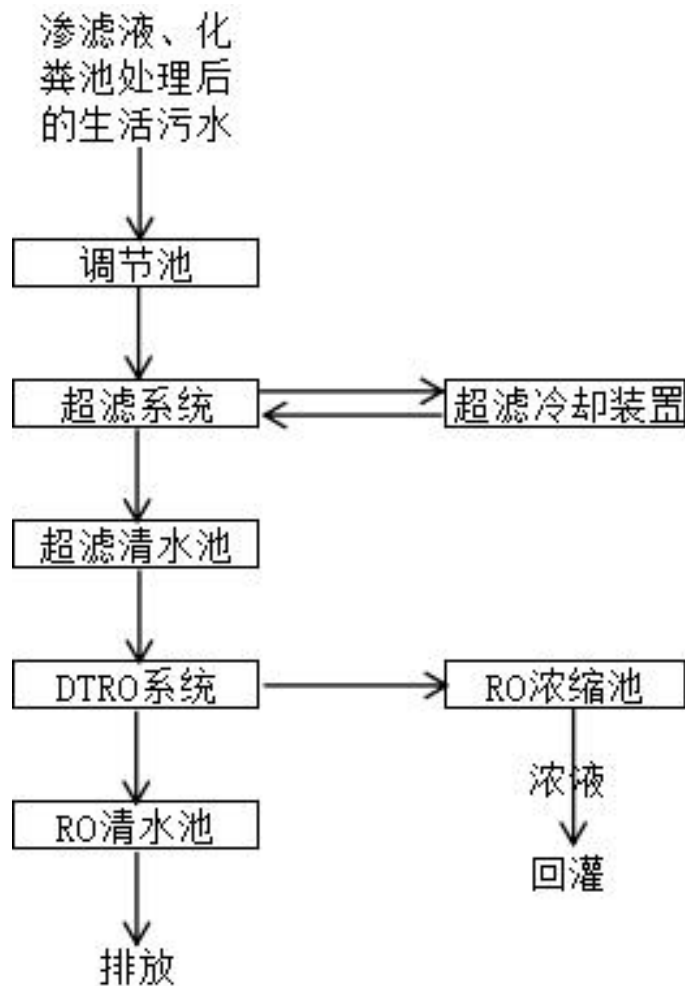 渗滤液、化
粪池处理后
的生活污水
调节池
超滤系统
超滤冷却装置
超滤清水池
DTRO系统
RO浓缩池
浓液
RO清水池
回灌
排放